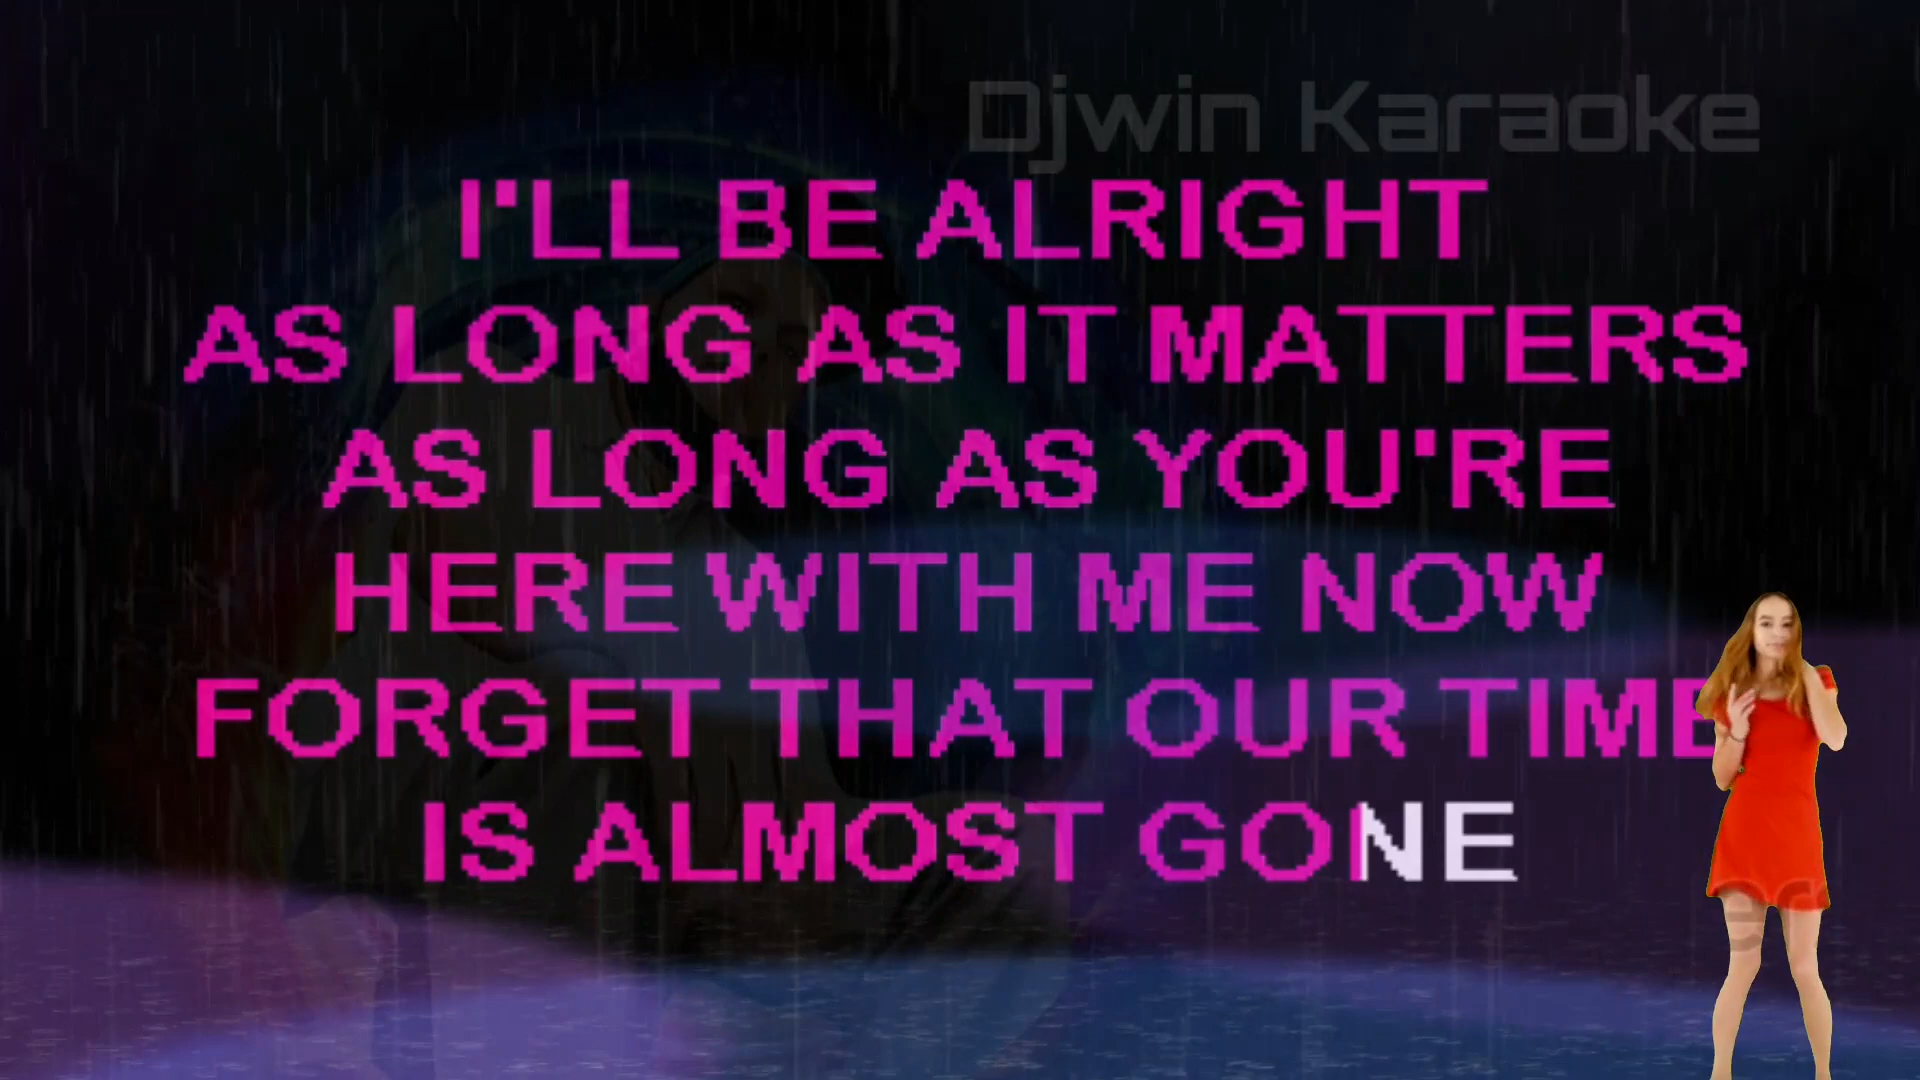 Djwin Karaoke
I'LL BE ALRIGHT
AS LONG AS IT MATTERS
AS LONG AS YOU'RE
HERE WITH ME NOW
FORGET THAT OUR TIME
IS ALMOST GONE